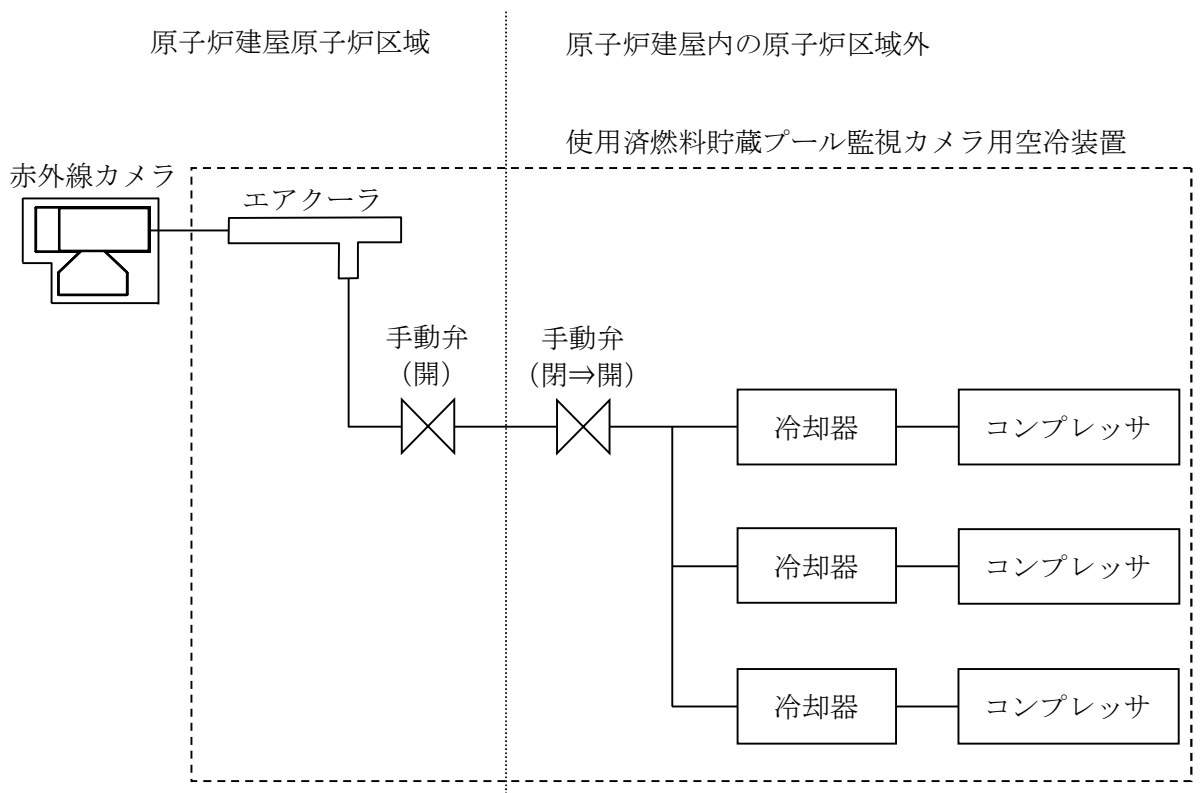 原子炉建屋原子炉区域
原子炉建屋内の原子炉区域外
使用済燃料貯蔵プール監視カメラ用空冷装置
赤外線カメラ
エアクーラ
手動弁
（開）
手動弁
（閉⇒開）
冷却器
コンプレッサ
冷却器
コンプレッサ
冷却器
コンプレッサ